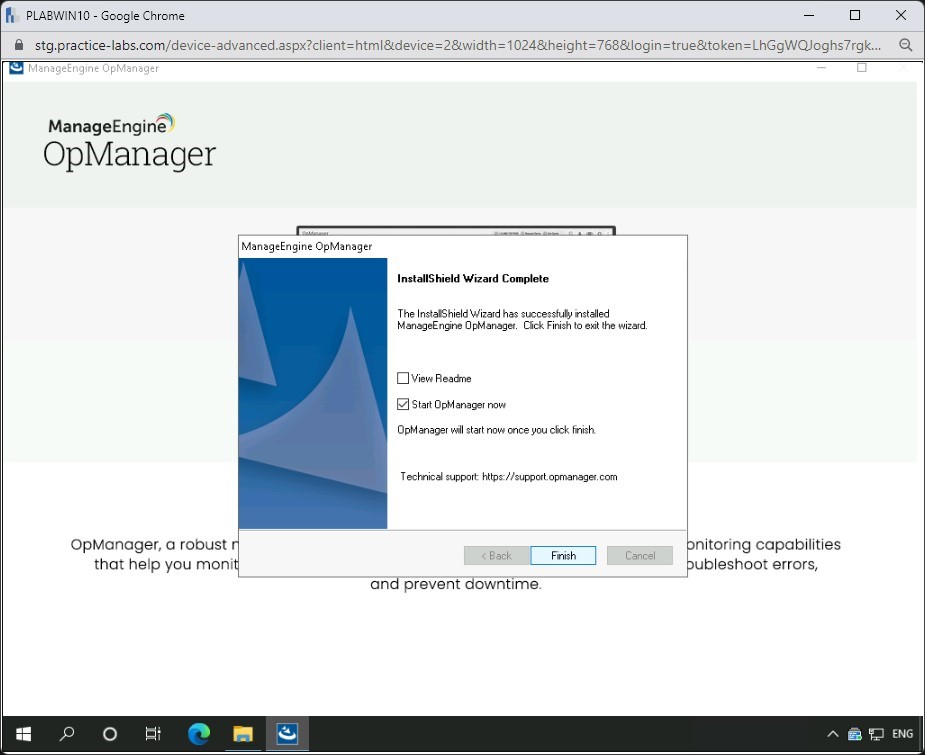 PLABWIN10 - Google Chrome
stg.practice-labs.com/device-advanced.aspx?client=html&device=2&width=1024&height=768&login=true&token=LhGgWQJoghs7rgk...
ManageEngine OpManager
ManageEngine
OpManager
ManageEngine OpManager
InstallShield Wizard Complete
The InstallShield Wizard has successfully installed
ManageEngine OpManager. Click Finish to exit the wizard.
View Readme
Start OpManager now
OpManager will start now once you click finish.
Technical support: https://support.opmanager.com
< Back Finish Cancel
OpManager, a robust n onitoring capabilities
that help you monit oubleshoot errors,
and prevent downtime.
ENG